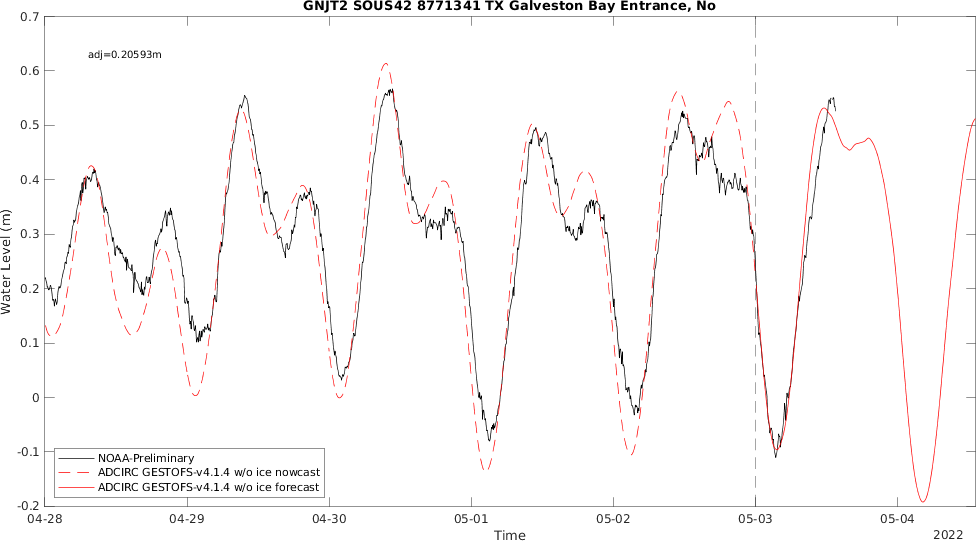 GNJT2 SOUS42 8771341 TX Galveston Bay Entrance, No
adj=0.20593m
0.7
0.6
0.5
0.4
0.3
0.2
0.1
0
-0.1
-0.2
Water Level (m)
NOAA-Preliminary
ADCIRC GESTOFS-v4.1.4 w/o ice nowcast
ADCIRC GESTOFS-v4.1.4 w/o ice forecast
04-28 04-29 04-30 05-01 05-02 05-03 05-04
Time
2022